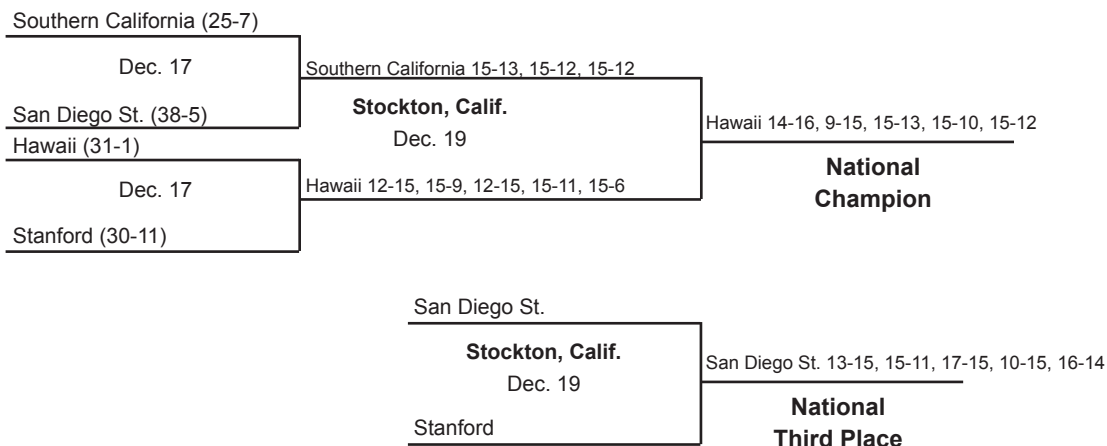 Southern California (25-7)
Dec. 17
San Diego St. (38-5)
Southern California 15-13, 15-12, 15-12
Hawaii (31-1)
Dec. 17
Stanford (30-11)
Hawaii 12-15, 15-9, 12-15, 15-11, 15-6
Stockton, Calif.
Dec. 19
Hawaii 14-16, 9-15, 15-13, 15-10, 15-12
National
Champion
San Diego St.
Stockton, Calif.
Dec. 19
Stanford
San Diego St. 13-15, 15-11, 17-15, 10-15, 16-14
National
Third Place